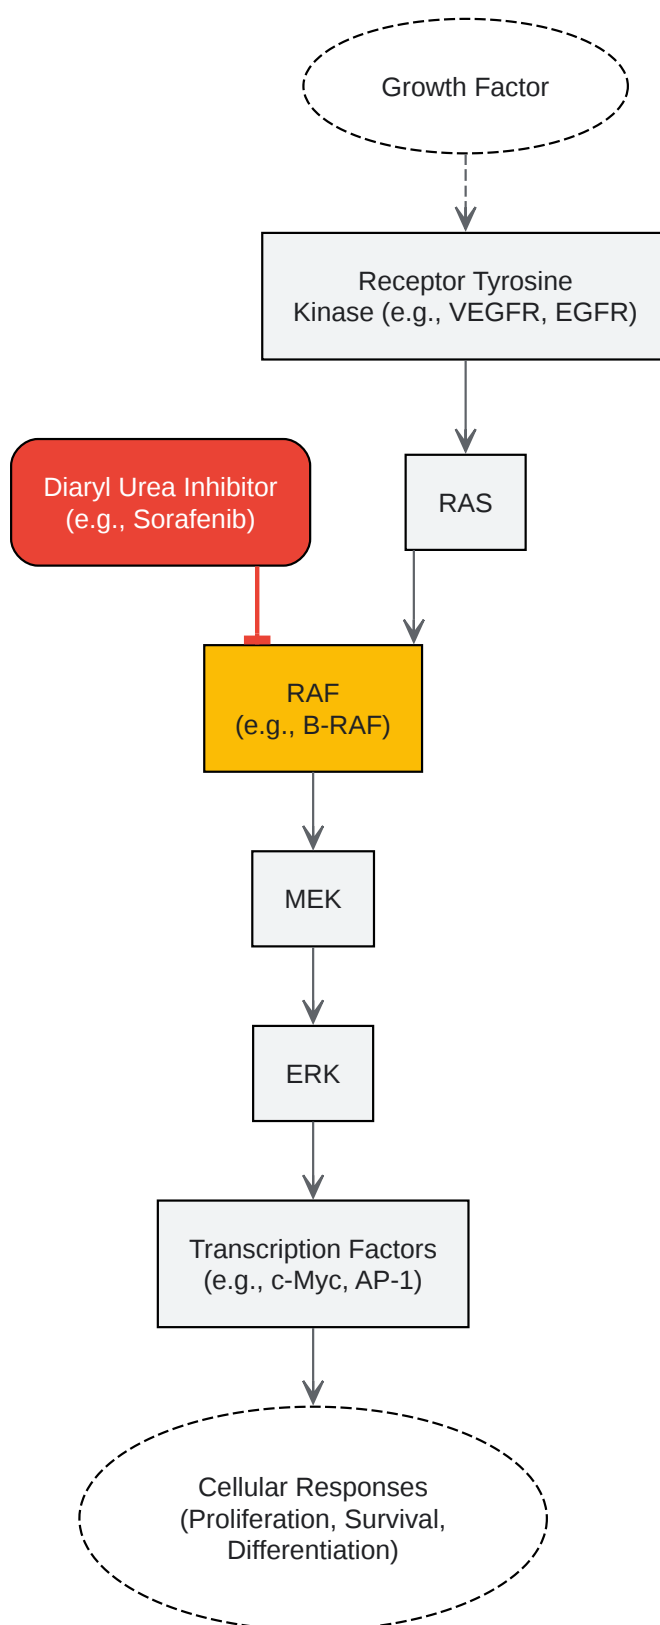 Growth Factor
Receptor Tyrosine
Kinase (e.g., VEGFR, EGFR)
Diaryl Urea Inhibitor
(e.g., Sorafenib)
RAS
RAF
(e.g., B-RAF)
MEK
ERK
Transcription Factors
(e.g., c-Myc, AP-1)
Cellular Responses
(Proliferation, Survival,
Differentiation)